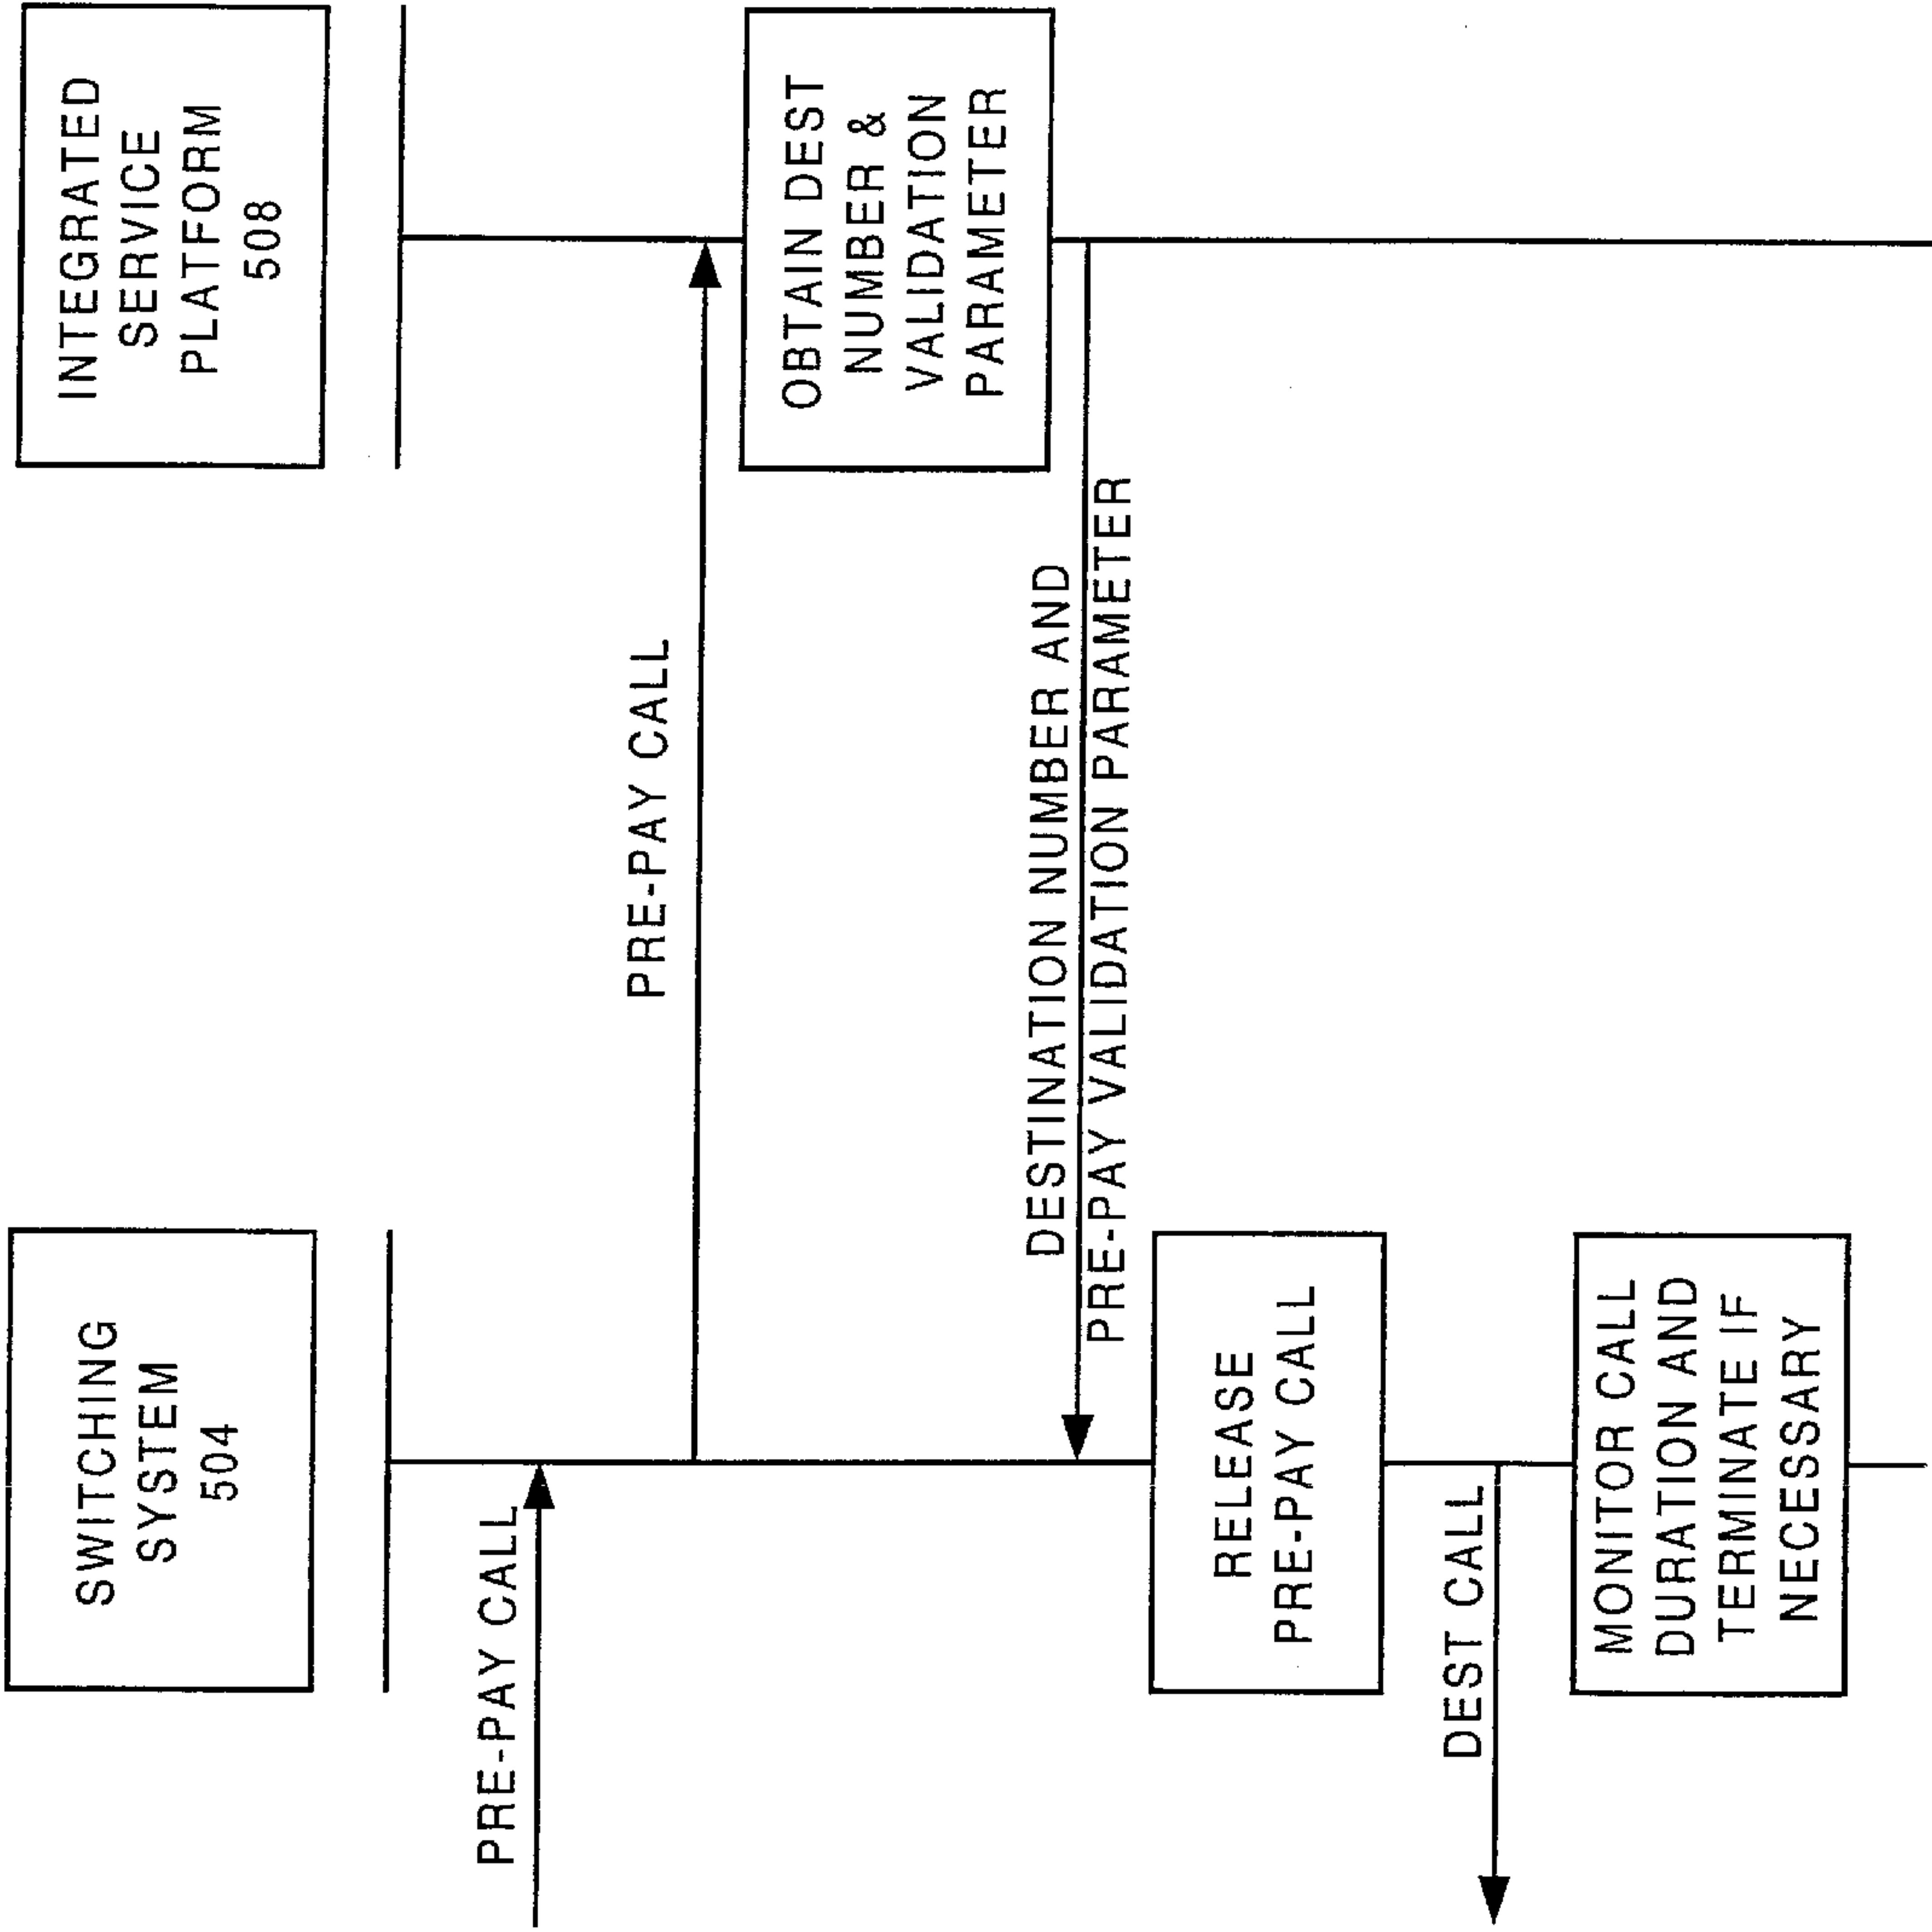 SWITCHING
SYSTEM
504
INTEGRATED
SERVICE
PLATFORM
508
PRE-PAY CALL
PRE-PAY CALL
OBTAIN DEST
NUMBER &
VALIDATION
PARAMETER
DESTINATION NUMBER AND
PRE-PAY VALIDATION PARAMETER
RELEASE
PRE-PAY CALL
DEST CALL
MONITOR CALL
DURATION AND
TERMINATE IF
NECESSARY